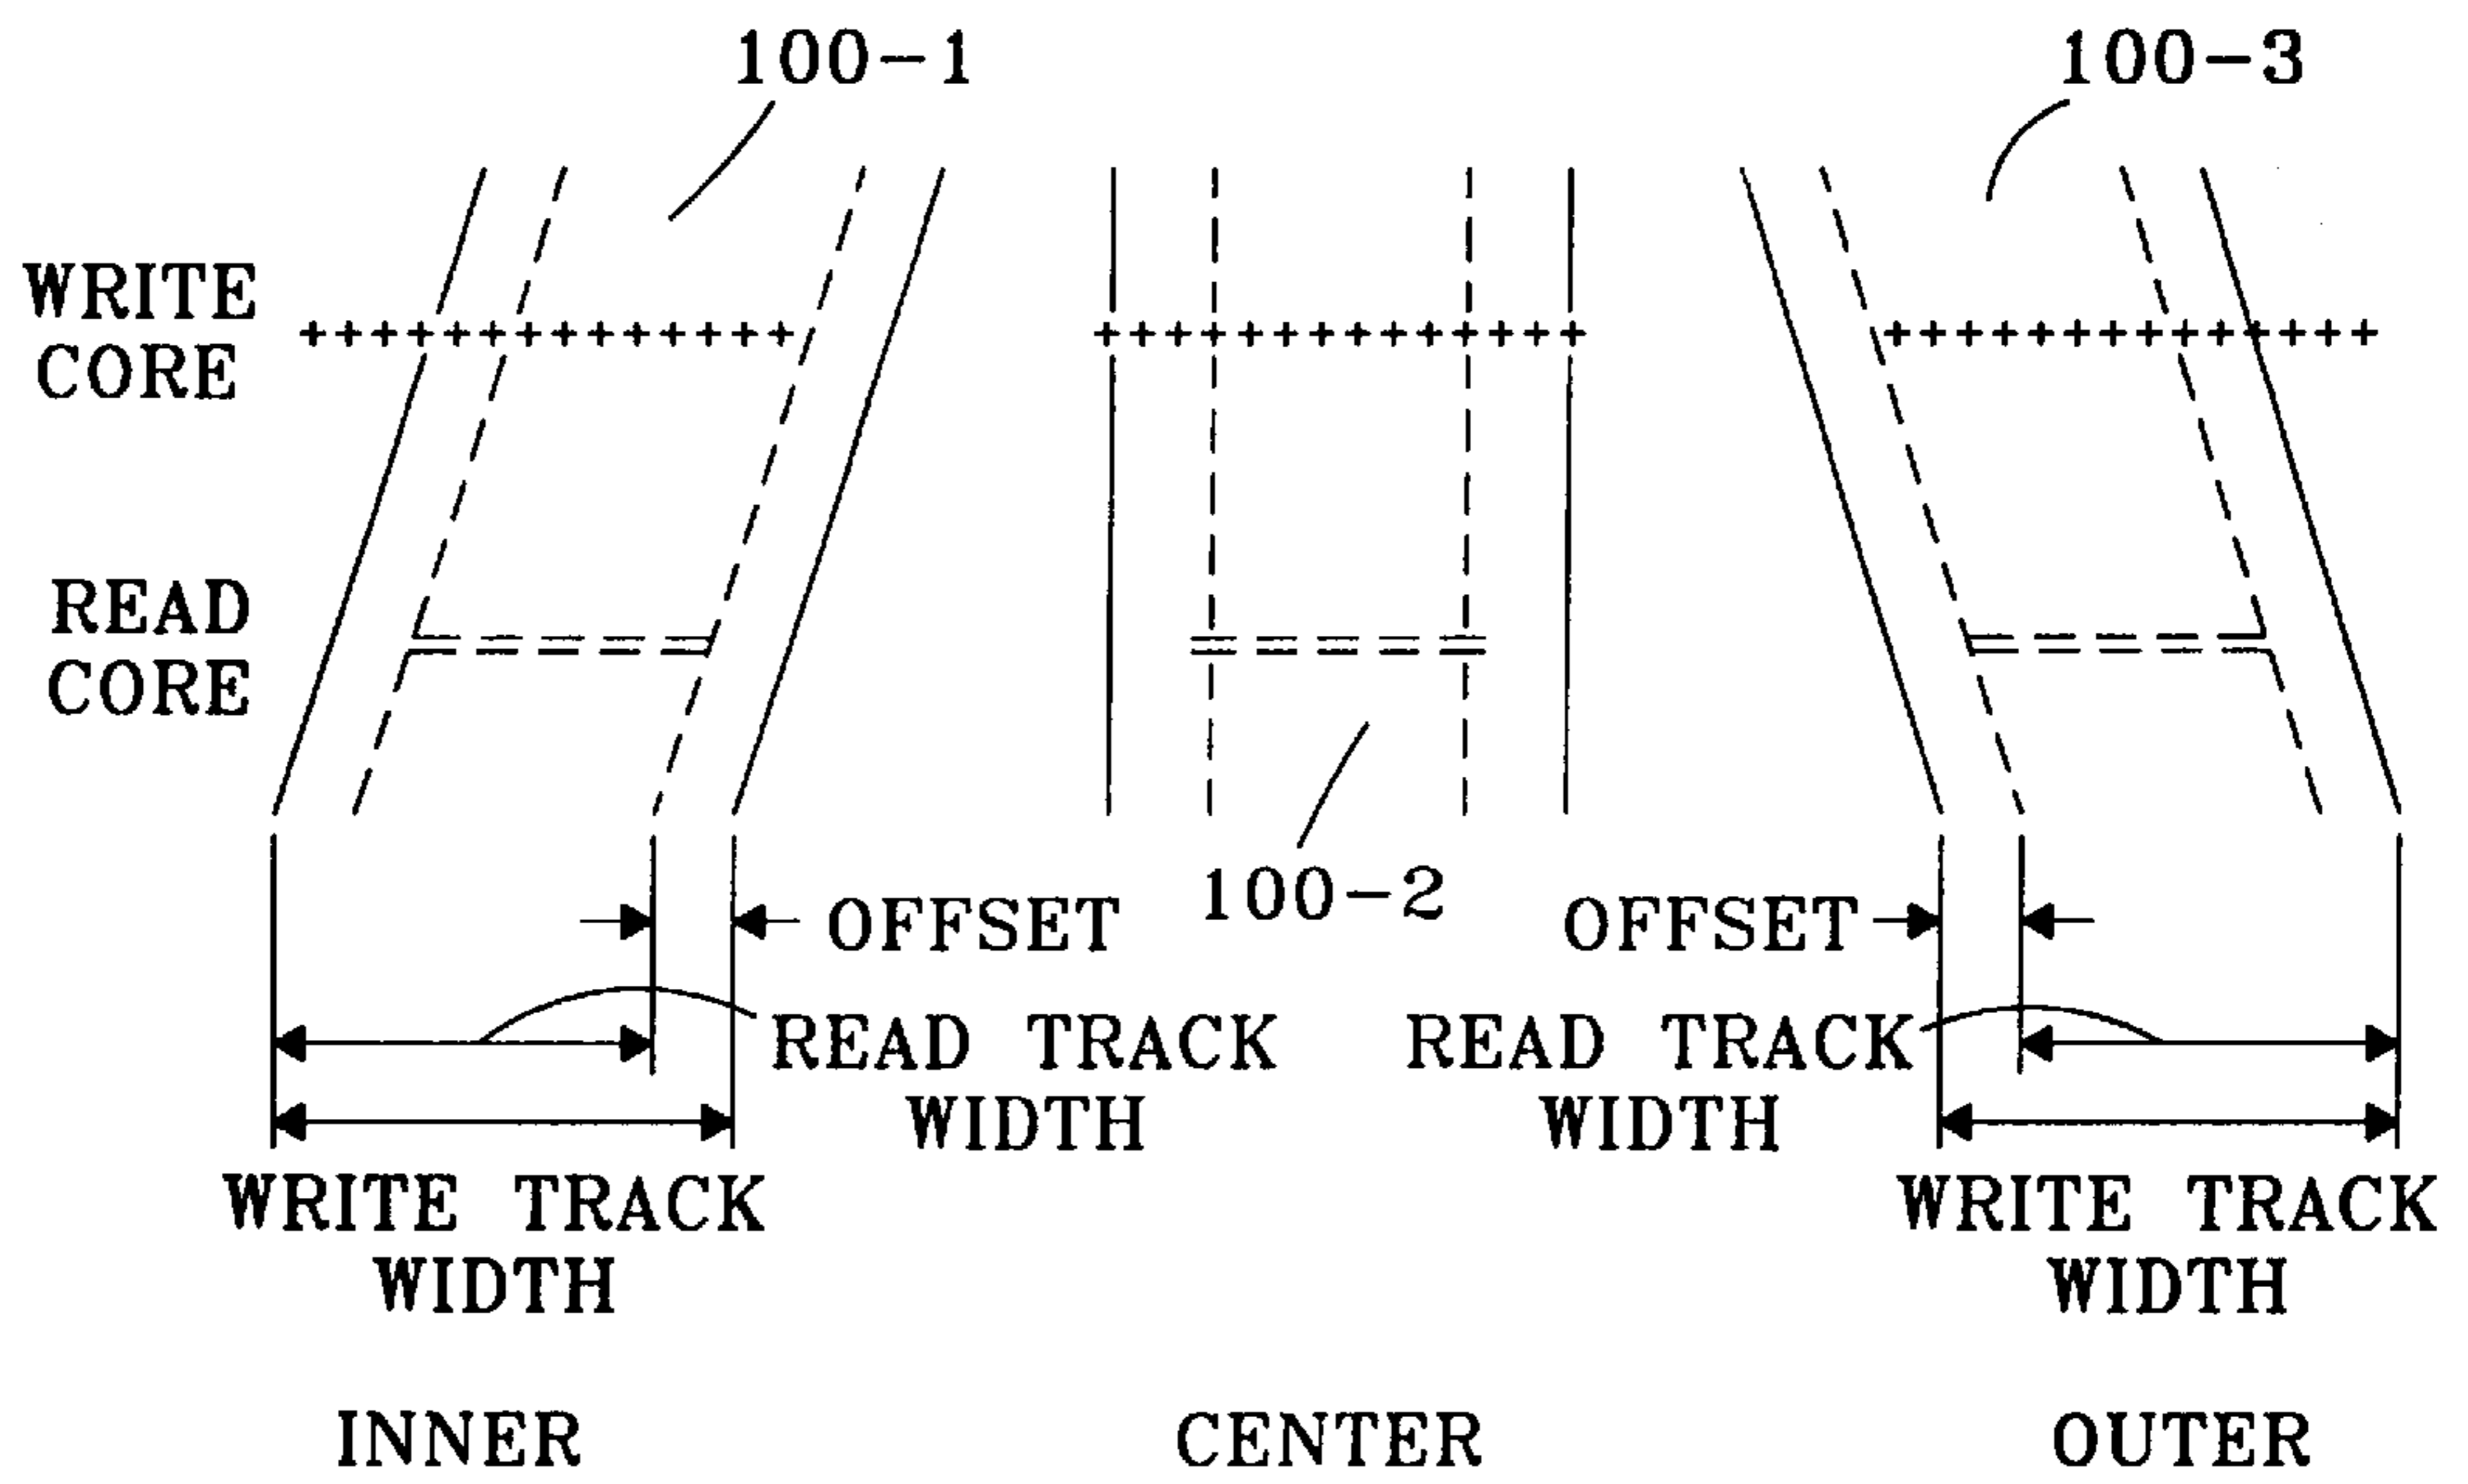 100-1
100-3
WRITE
CORE
READ
CORE
100-2
OFFSET
OFFSET
READ TRACK
WIDTH
READ TRACK
WIDTH
WRITE TRACK
WIDTH
WRITE TRACK
WIDTH
INNER
CENTER
OUTER